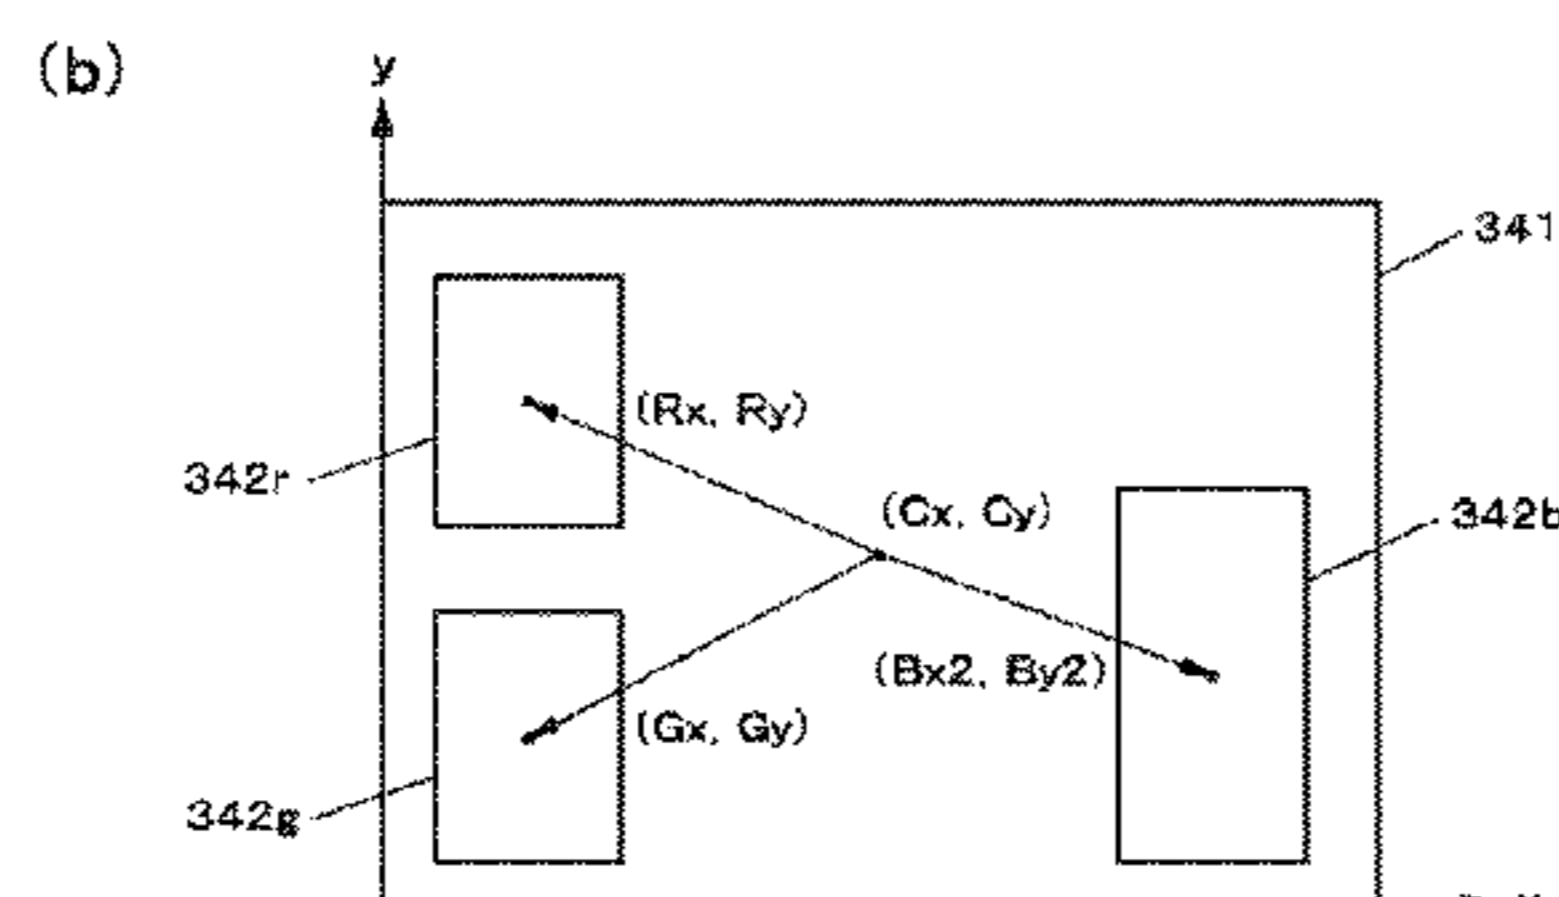 (b)
y
341
(Rx, Ry)
342r
(Cx, Cy)
342b
(Bx2, By2)
(Gx, Gy)
342g